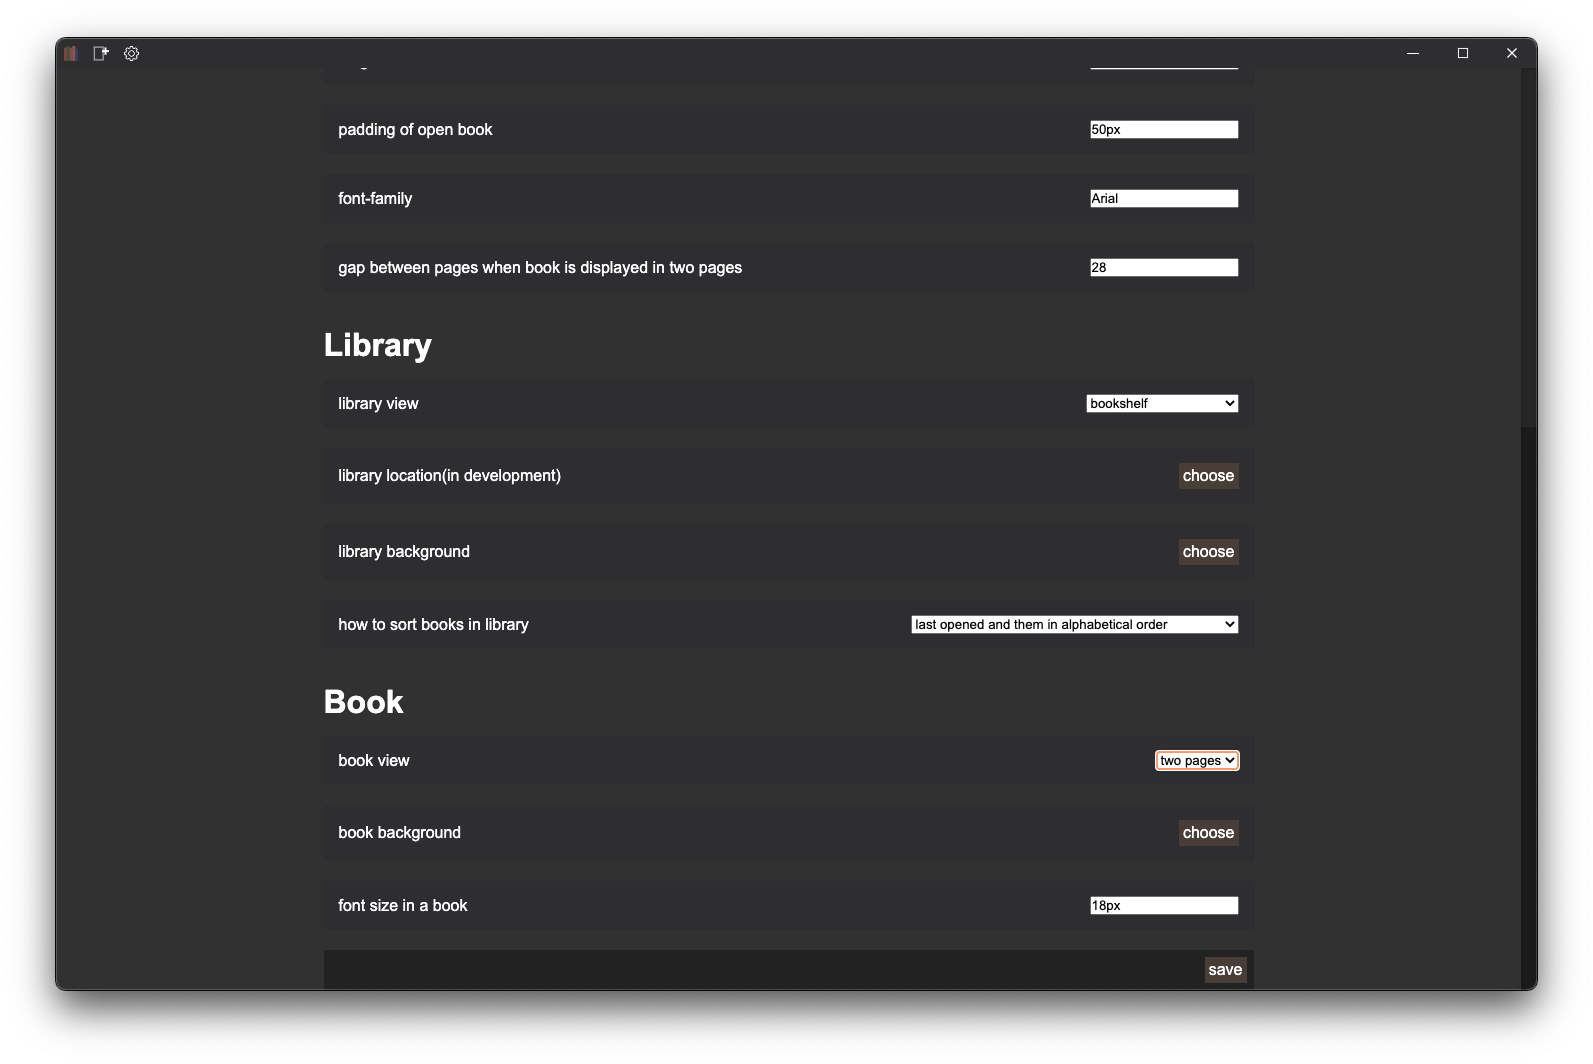 padding of open book 50px
font-family Arial
gap between pages when book is displayed in two pages 28
Library
library view bookshelf
library location(in development) choose
library background choose
how to sort books in library last opened and them in alphabetical order
Book
book view two pages
book background choose
font size in a book 18px
save